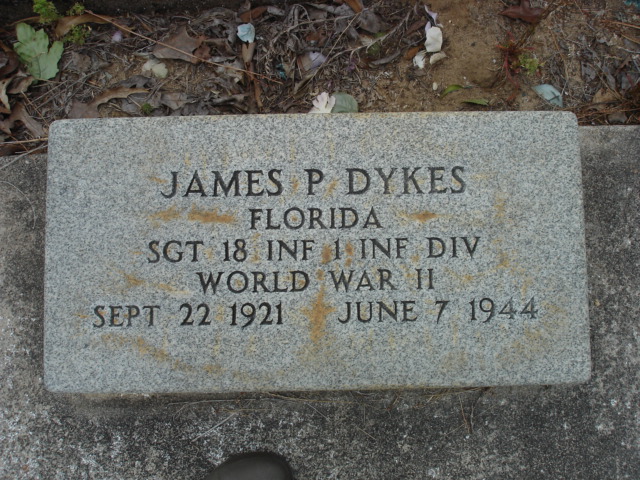 JAMES P DYKES
FLORIDA
SGT 18 INF 1 INF DIV
WORLD WAR II
SEPT 22 1921 JUNE 7 1944